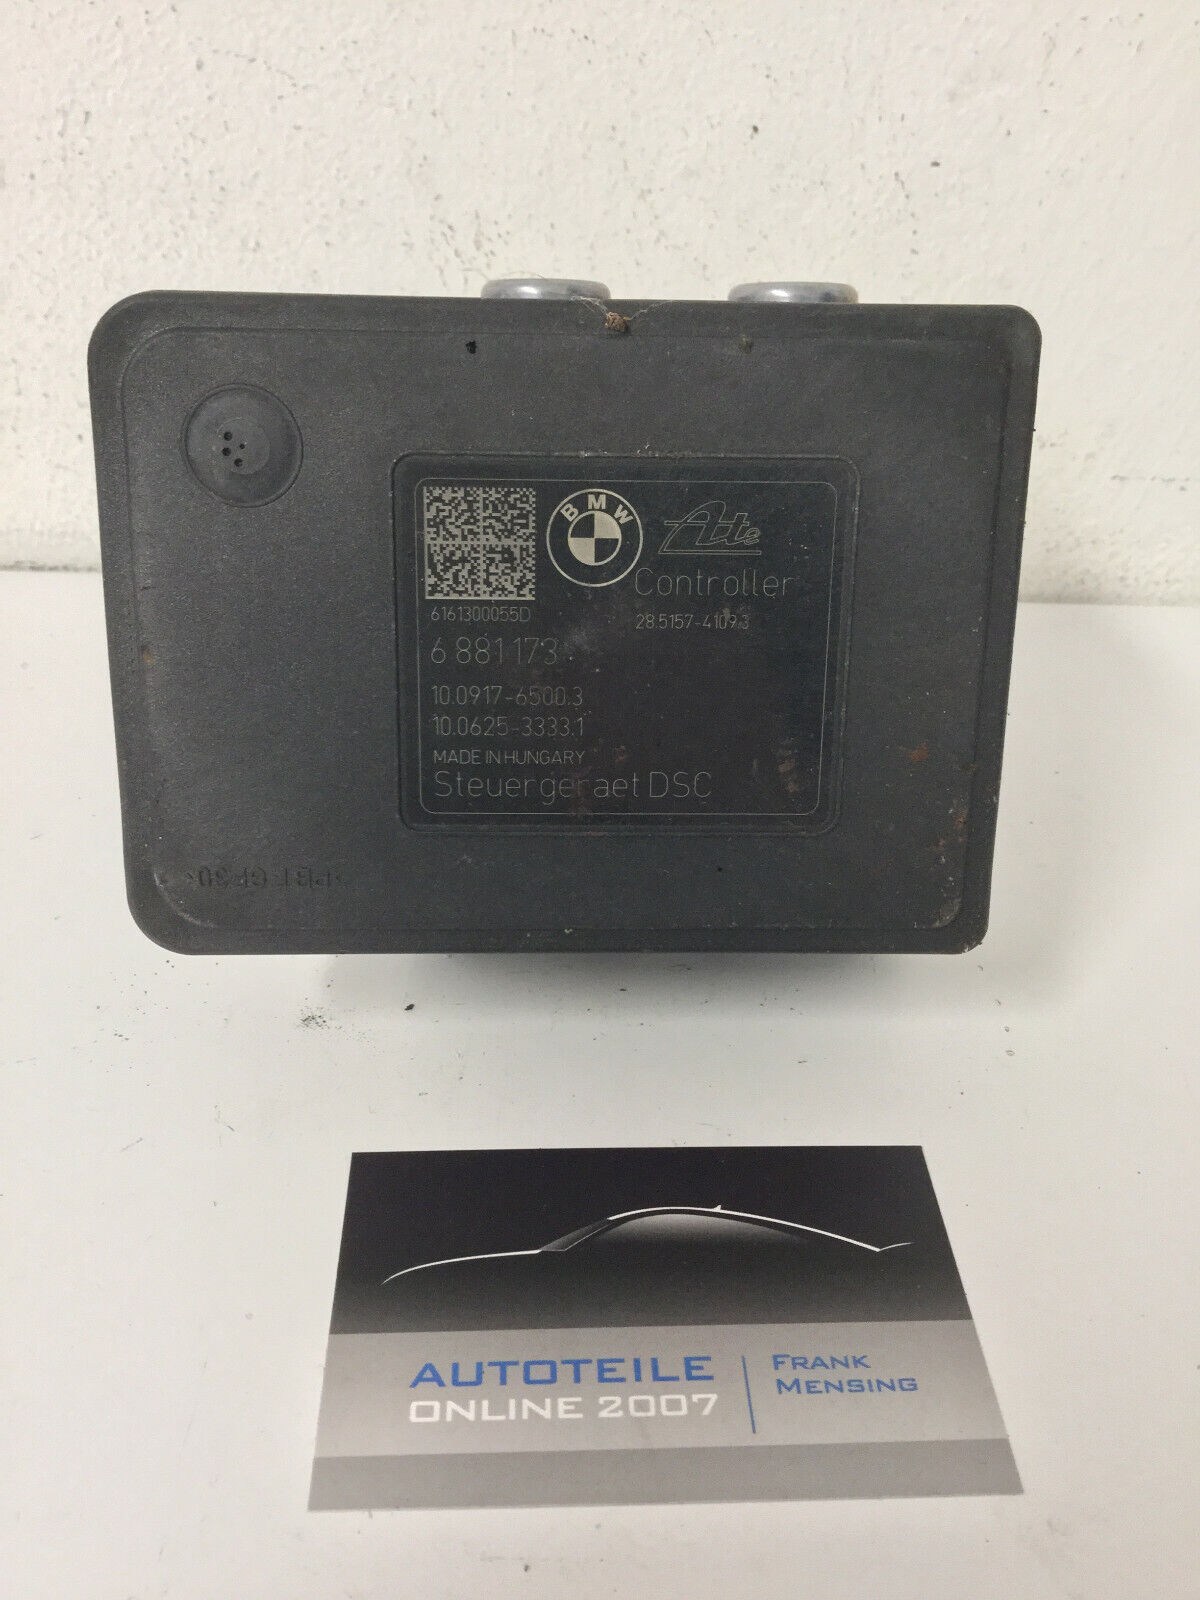 BMW
Ate
Controller
6161300055D
28.5157-4109.3
6 881 173
10.0917-6500.3
10.0625-3333.1
MADE IN HUNGARY
Steuergeraet DSC
AUTOTEILE
ONLINE 2007
FRANK
MENSING